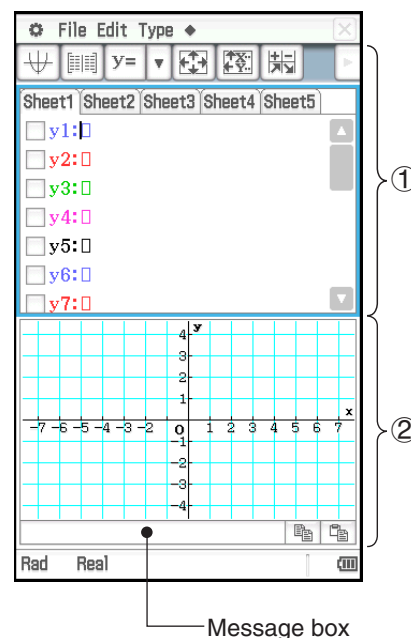 File Edit Type ◆
y=
Sheet1 Sheet2 Sheet3 Sheet4 Sheet5
y1:
y2:
y3:
y4:
y5:
y6:
y7:
①
y
4
3
2
1
x
-7 -6 -5 -4 -3 -2 0 1 2 3 4 5 6 7
-1
-2
-3
-4
②
Rad Real
Message box